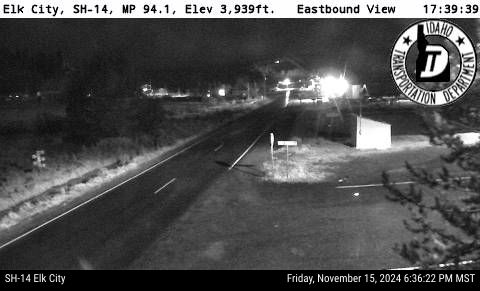 Elk City, SH-14, MP 94.1, Elev 3,939ft. Eastbound View 17:39:39
IDAHO
TRANSPORTATION DEPARTMENT
SH-14 Elk City Friday, November 15, 2024 6:36:22 PM MST